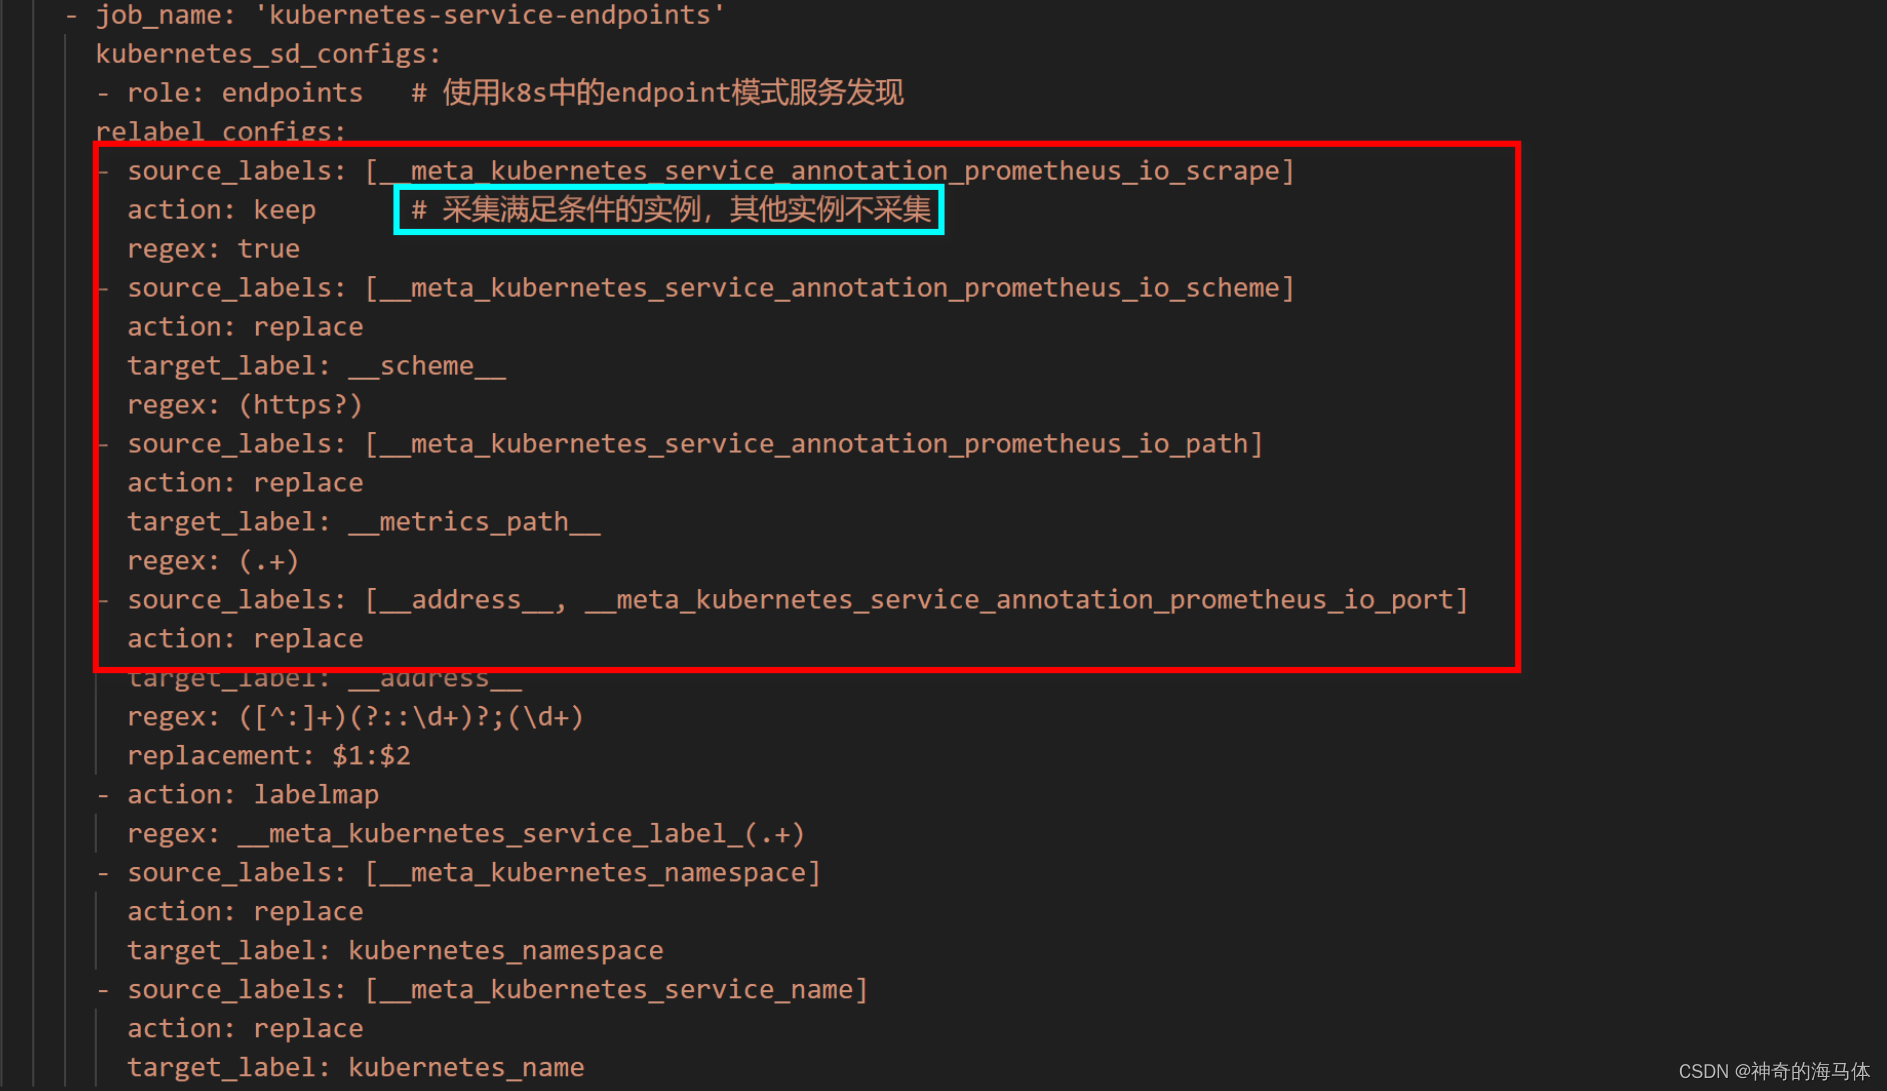 - job_name: 'kubernetes-service-endpoints'
kubernetes_sd_configs:
- role: endpoints   # 使用k8s中的endpoint模式服务发现
relabel_configs:
- source_labels: [__meta_kubernetes_service_annotation_prometheus_io_scrape]
action: keep      # 采集满足条件的实例，其他实例不采集
regex: true
- source_labels: [__meta_kubernetes_service_annotation_prometheus_io_scheme]
action: replace
target_label: __scheme__
regex: (https?)
- source_labels: [__meta_kubernetes_service_annotation_prometheus_io_path]
action: replace
target_label: __metrics_path__
regex: (.+)
- source_labels: [__address__, __meta_kubernetes_service_annotation_prometheus_io_port]
action: replace
target_label: __address__
regex: ([^:]+)(?::\d+)?;(\d+)
replacement: $1:$2
- action: labelmap
regex: __meta_kubernetes_service_label_(.+)
- source_labels: [__meta_kubernetes_namespace]
action: replace
target_label: kubernetes_namespace
- source_labels: [__meta_kubernetes_service_name]
action: replace
target_label: kubernetes_name
CSDN @神奇的海马体